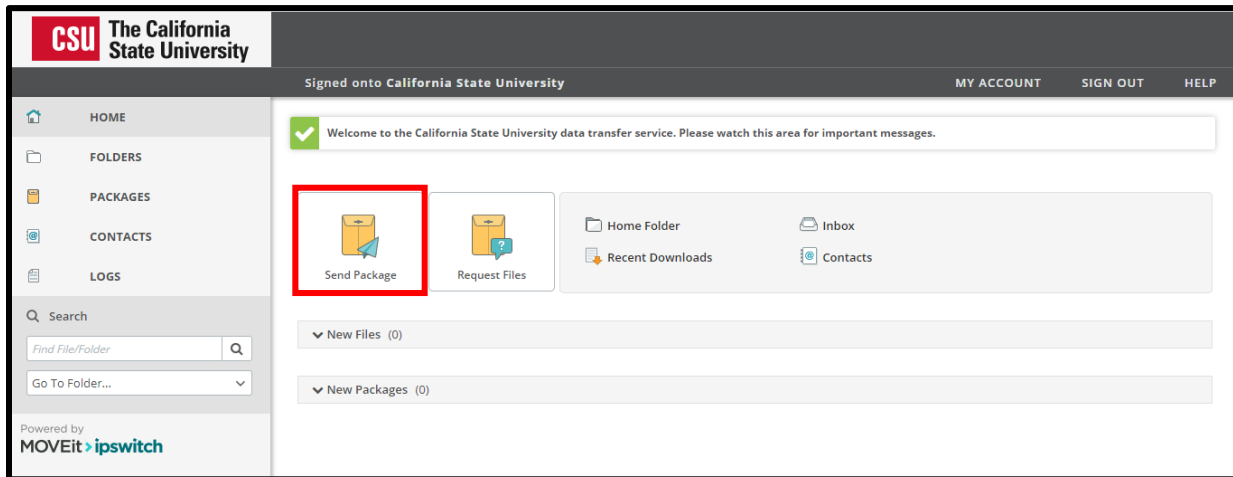 CSU The California
State University
Signed onto California State University
MY ACCOUNT SIGN OUT HELP
HOME
FOLDERS
PACKAGES
CONTACTS
LOGS
Search
Find File/Folder
Go To Folder...
Powered by
MOVEit ipswitch
Welcome to the California State University data transfer service. Please watch this area for important messages.
Send Package
Request Files
?
Home Folder
Inbox
Recent Downloads
@ Contacts
New Files (0)
New Packages (0)